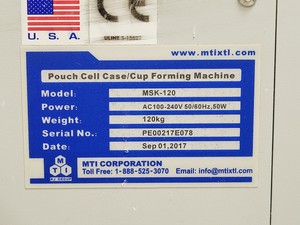 U.S.A.
CE
www.mtixtl.com
Pouch Cell Case/Cup Forming Machine
Model: MSK-120
Power: AC100-240V 50/60Hz,50W
Weight: 120kg
Serial No.: PE00217E078
Date: Sep 01,2017
MTI
MTI CORPORATION
Toll Free: 1-888-525-3070 Email: info@mtixtl.com